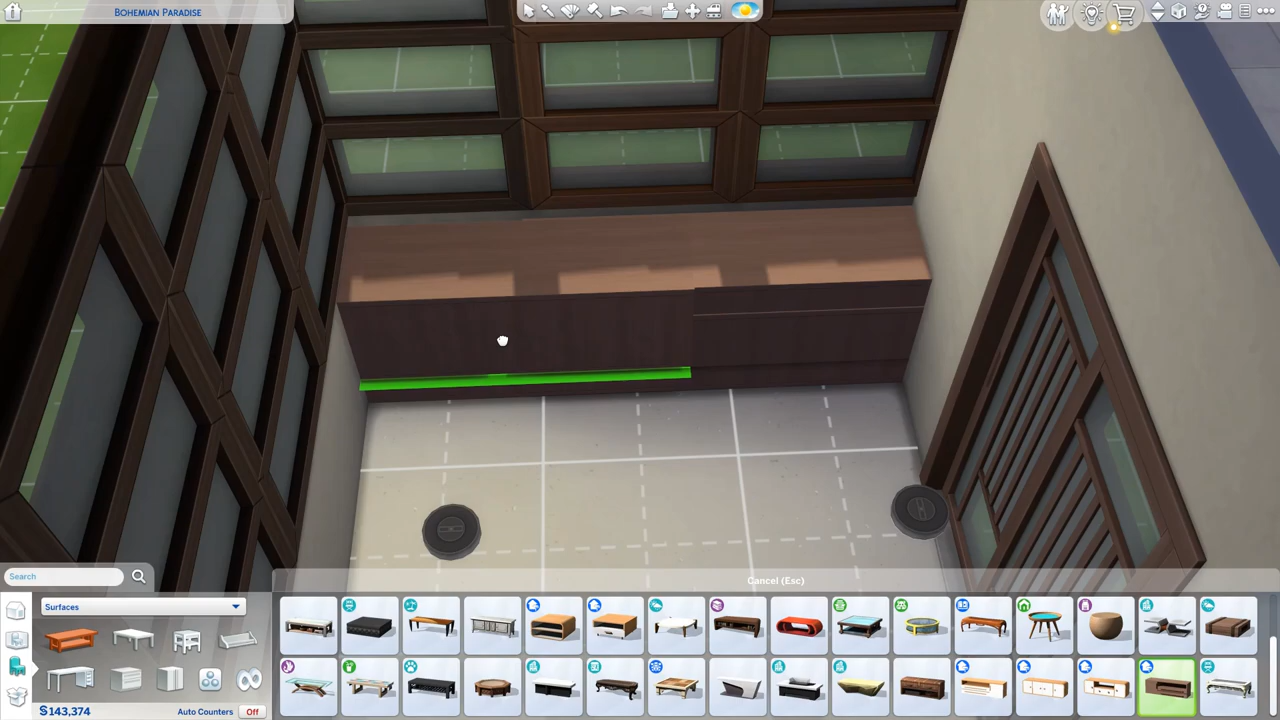 BOHEMIAN PARADISE
Cancel (Esc)
Search
Surfaces
§143,374
Auto Counters
Off